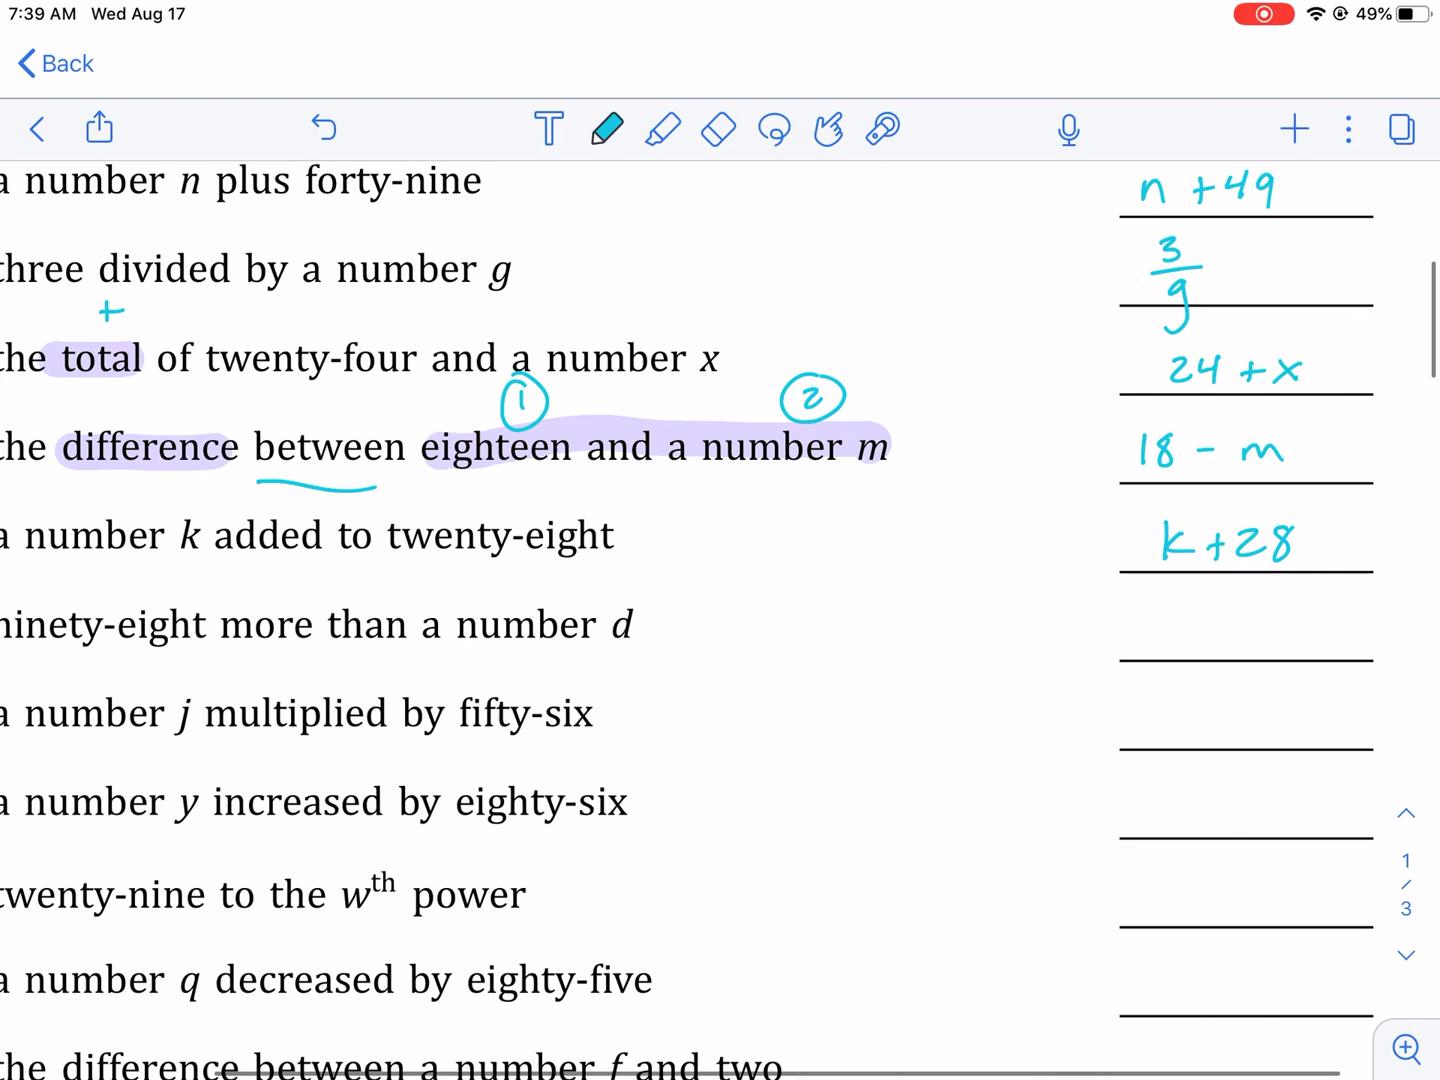 7:39 AM Wed Aug 17 49%
Back
a number n plus forty-nine n + 49
three divided by a number g 3/g
+
the total of twenty-four and a number x 24 + x
1 2
the difference between eighteen and a number m 18 - m
a number k added to twenty-eight k + 28
ninety-eight more than a number d
a number j multiplied by fifty-six
a number y increased by eighty-six
twenty-nine to the wth power
1
/
3
a number q decreased by eighty-five
the difference between a number f and two